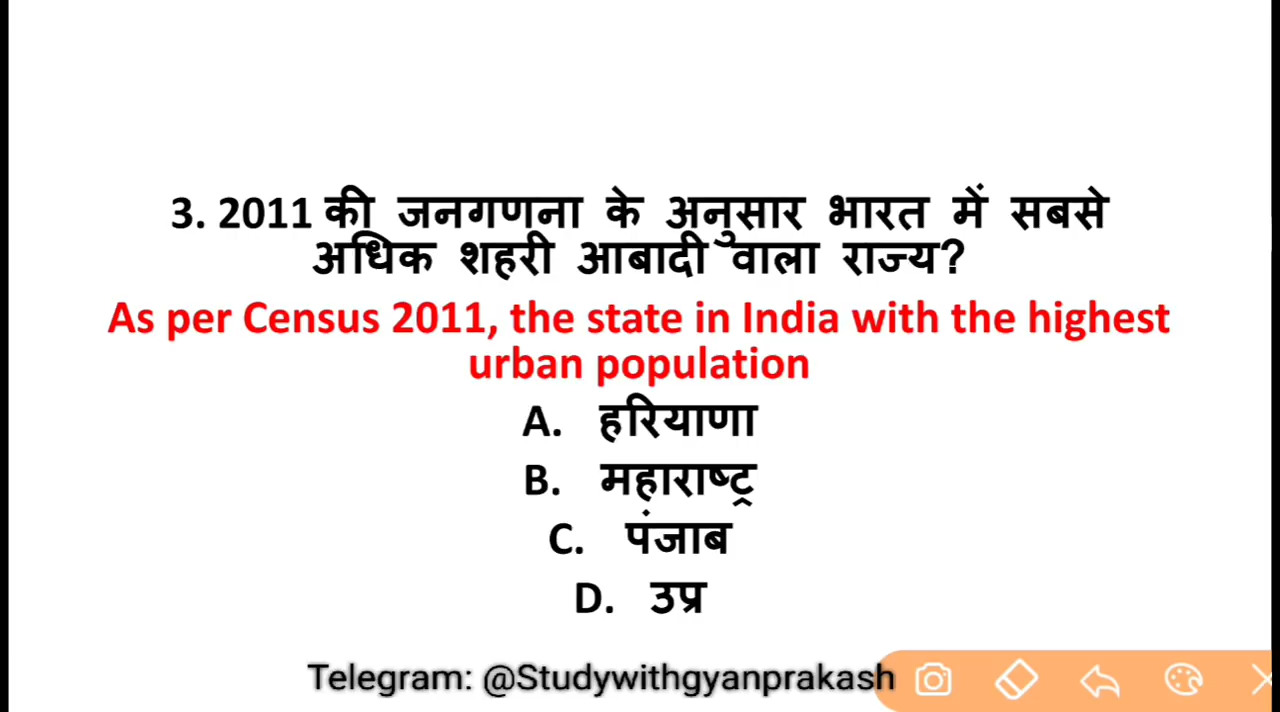 3. 2011 की जनगणना के अनुसार भारत में सबसे
अधिक शहरी आबादी वाला राज्य?
As per Census 2011, the state in India with the highest
urban population
A. हरियाणा
B. महाराष्ट्र
C. पंजाब
D. उप्र
Telegram: @Studywithgyanprakash